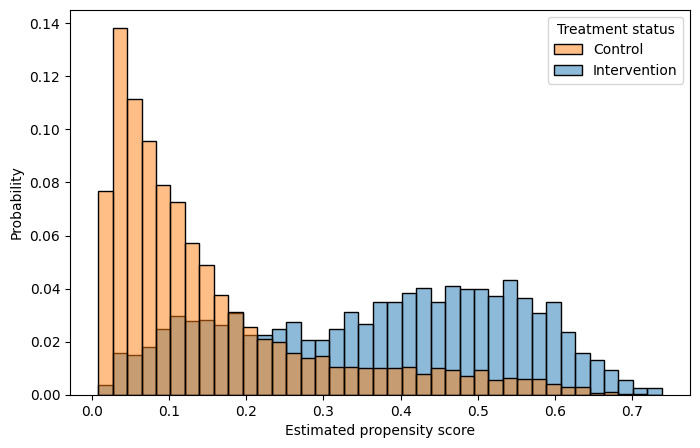 0.14
0.12
0.10
0.08
0.06
0.04
0.02
0.00
Probability
0.0 0.1 0.2 0.3 0.4 0.5 0.6 0.7
Estimated propensity score
Treatment status
Control
Intervention